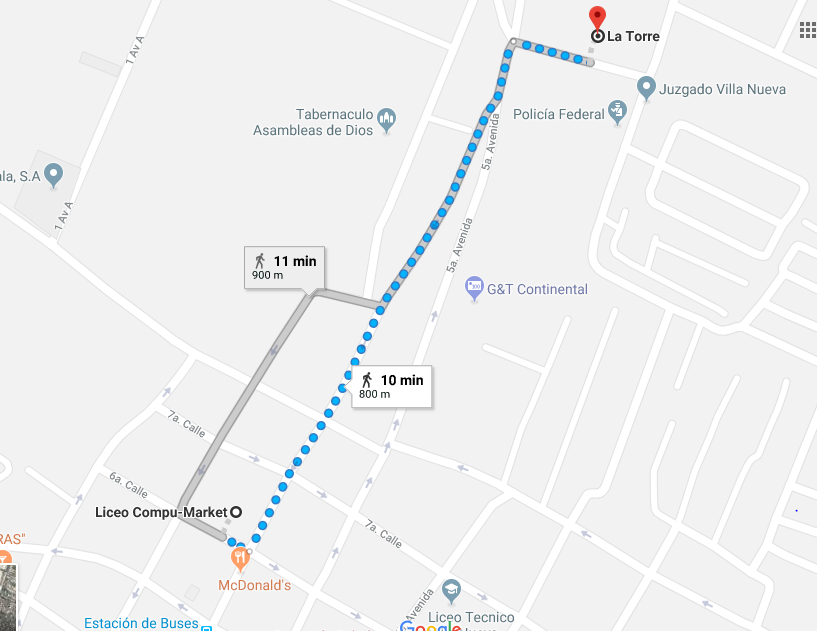 La Torre
1 Av A
Juzgado Villa Nueva
Tabernaculo
Asambleas de Dios
Policía Federal
5a. Avenida
ala, S.A
1 Av A
5a. Avenida
11 min
900 m
G&T Continental
10 min
800 m
7a. Calle
6a. Calle
Liceo Compu-Market
7a. Calle
RAS"
McDonald's
Avenida
Liceo Tecnico
Estación de Buses
Google